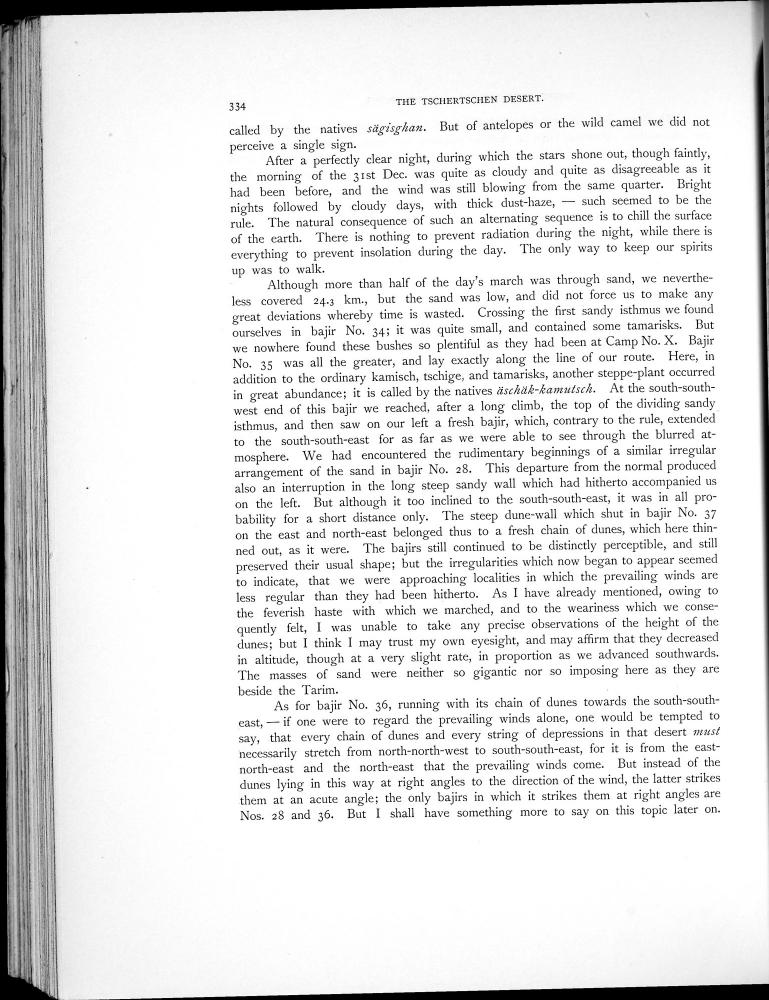 334
THE TSCHERTSCHEN DESERT.
called by the natives sägisghan. But of antelopes or the wild camel we did not
perceive a single sign.
After a perfectly clear night, during which the stars shone out, though faintly,
the morning of the 31st Dec. was quite as cloudy and quite as disagreeable as it
had been before, and the wind was still blowing from the same quarter. Bright
nights followed by cloudy days, with thick dust-haze, — such seemed to be the
rule. The natural consequence of such an alternating sequence is to chill the surface
of the earth. There is nothing to prevent radiation during the night, while there is
everything to prevent insolation during the day. The only way to keep our spirits
up was to walk.
Although more than half of the day's march was through sand, we neverthe-
less covered 24.3 km., but the sand was low, and did not force us to make any
great deviations whereby time is wasted. Crossing the first sandy isthmus we found
ourselves in bajir No. 34; it was quite small, and contained some tamarisks. But
we nowhere found these bushes so plentiful as they had been at Camp No. X. Bajir
No. 35 was all the greater, and lay exactly along the line of our route. Here, in
addition to the ordinary kamisch, tschige, and tamarisks, another steppe-plant occurred
in great abundance; it is called by the natives äschäk-kamutsch. At the south-south-
west end of this bajir we reached, after a long climb, the top of the dividing sandy
isthmus, and then saw on our left a fresh bajir, which, contrary to the rule, extended
to the south-south-east for as far as we were able to see through the blurred at-
mosphere. We had encountered the rudimentary beginnings of a similar irregular
arrangement of the sand in bajir No. 28. This departure from the normal produced
also an interruption in the long steep sandy wall which had hitherto accompanied us
on the left. But although it too inclined to the south-south-east, it was in all pro-
bability for a short distance only. The steep dune-wall which shut in bajir No. 37
on the east and north-east belonged thus to a fresh chain of dunes, which here thin-
ned out, as it were. The bajirs still continued to be distinctly perceptible, and still
preserved their usual shape; but the irregularities which now began to appear seemed
to indicate, that we were approaching localities in which the prevailing winds are
less regular than they had been hitherto. As I have already mentioned, owing to
the feverish haste with which we marched, and to the weariness which we conse-
quently felt, I was unable to take any precise observations of the height of the
dunes; but I think I may trust my own eyesight, and may affirm that they decreased
in altitude, though at a very slight rate, in proportion as we advanced southwards.
The masses of sand were neither so gigantic nor so imposing here as they are
beside the Tarim.
As for bajir No. 36, running with its chain of dunes towards the south-south-
east, — if one were to regard the prevailing winds alone, one would be tempted to
say, that every chain of dunes and every string of depressions in that desert must
necessarily stretch from north-north-west to south-south-east, for it is from the east-
north-east and the north-east that the prevailing winds come. But instead of the
dunes lying in this way at right angles to the direction of the wind, the latter strikes
them at an acute angle; the only bajirs in which it strikes them at right angles are
Nos. 28 and 36. But I shall have something more to say on this topic later on.